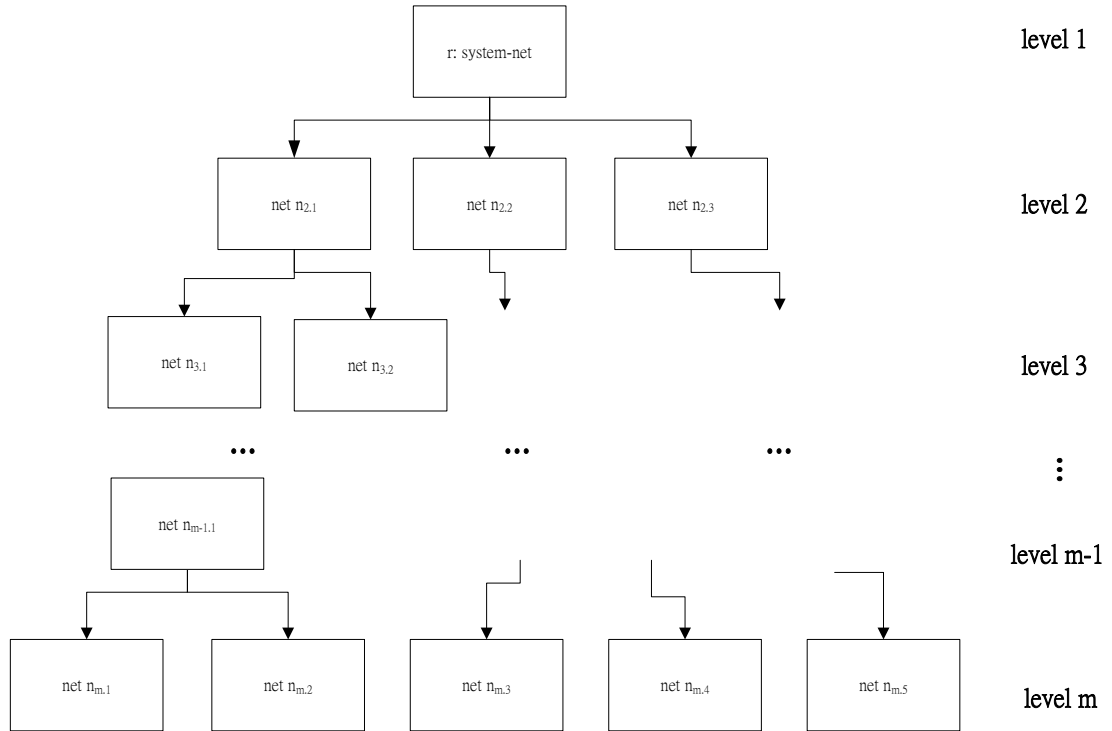 r: system-net
level 1
net n2.1
net n2.2
net n2.3
level 2
net n3.1
net n3.2
level 3
... ... ... ⋮
net nm-1.1
level m-1
net nm.1
net nm.2
net nm.3
net nm.4
net nm.5
level m